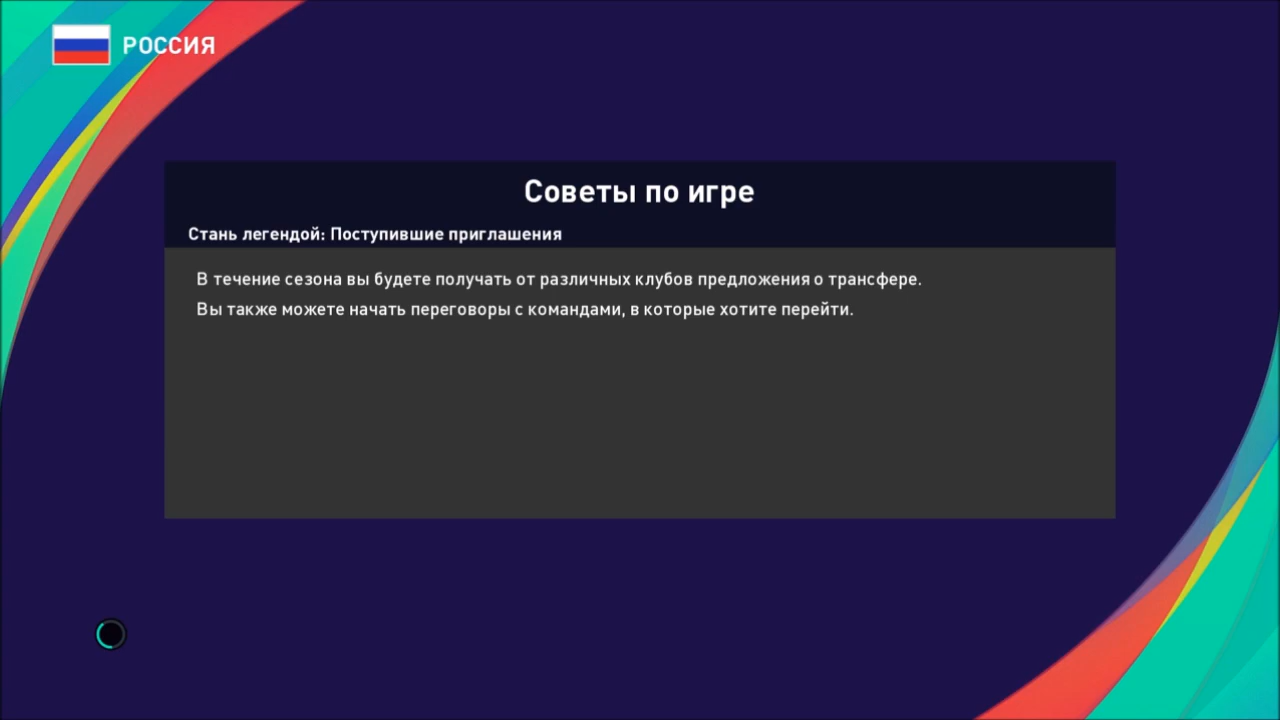 РОССИЯ
Советы по игре
Стань легендой: Поступившие приглашения
В течение сезона вы будете получать от различных клубов предложения о трансфере.
Вы также можете начать переговоры с командами, в которые хотите перейти.